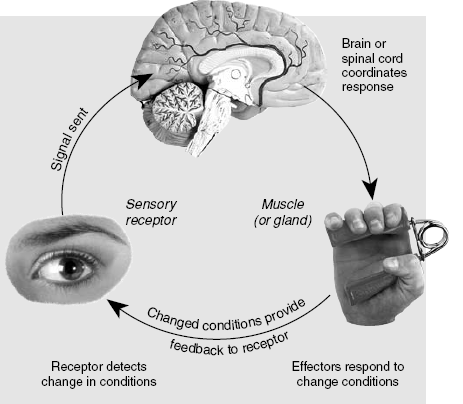 Brain or
spinal cord
coordinates
response
Signal sent
Sensory
receptor
Muscle
(or gland)
Changed conditions provide
feedback to receptor
Receptor detects
change in conditions
Effectors respond to
change conditions